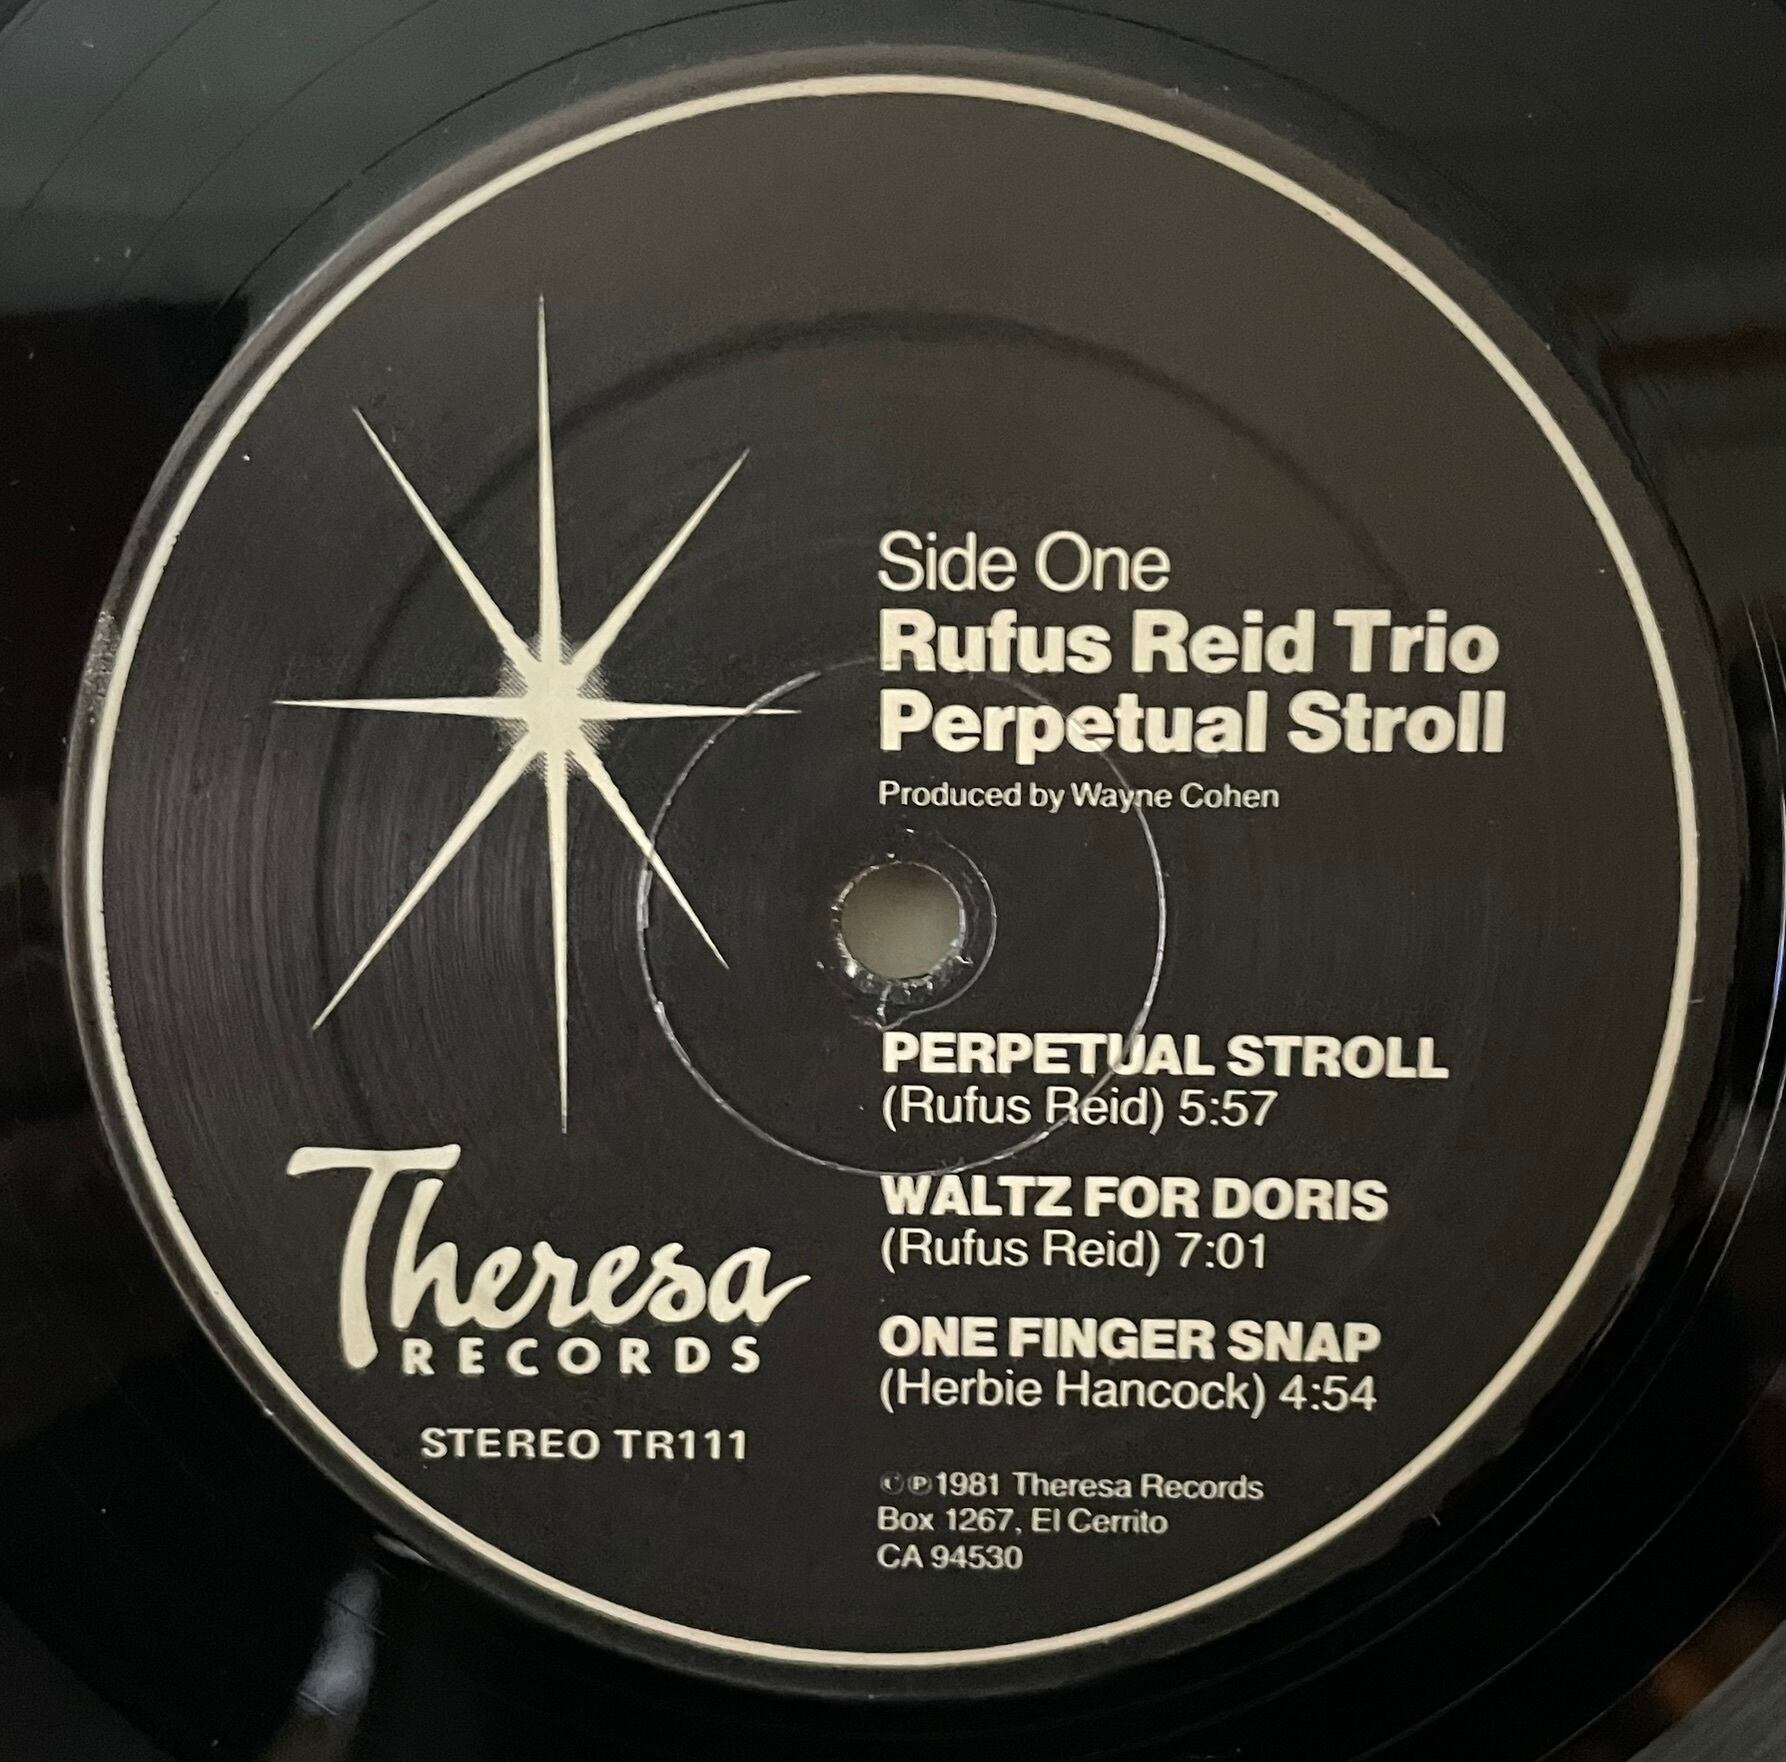 Side One
Rufus Reid Trio
Perpetual Stroll
Produced by Wayne Cohen
PERPETUAL STROLL
(Rufus Reid) 5:57
WALTZ FOR DORIS
(Rufus Reid) 7:01
ONE FINGER SNAP
(Herbie Hancock) 4:54
©℗1981 Theresa Records
Box 1267, El Cerrito
CA 94530
Theresa
RECORDS
STEREO TR111